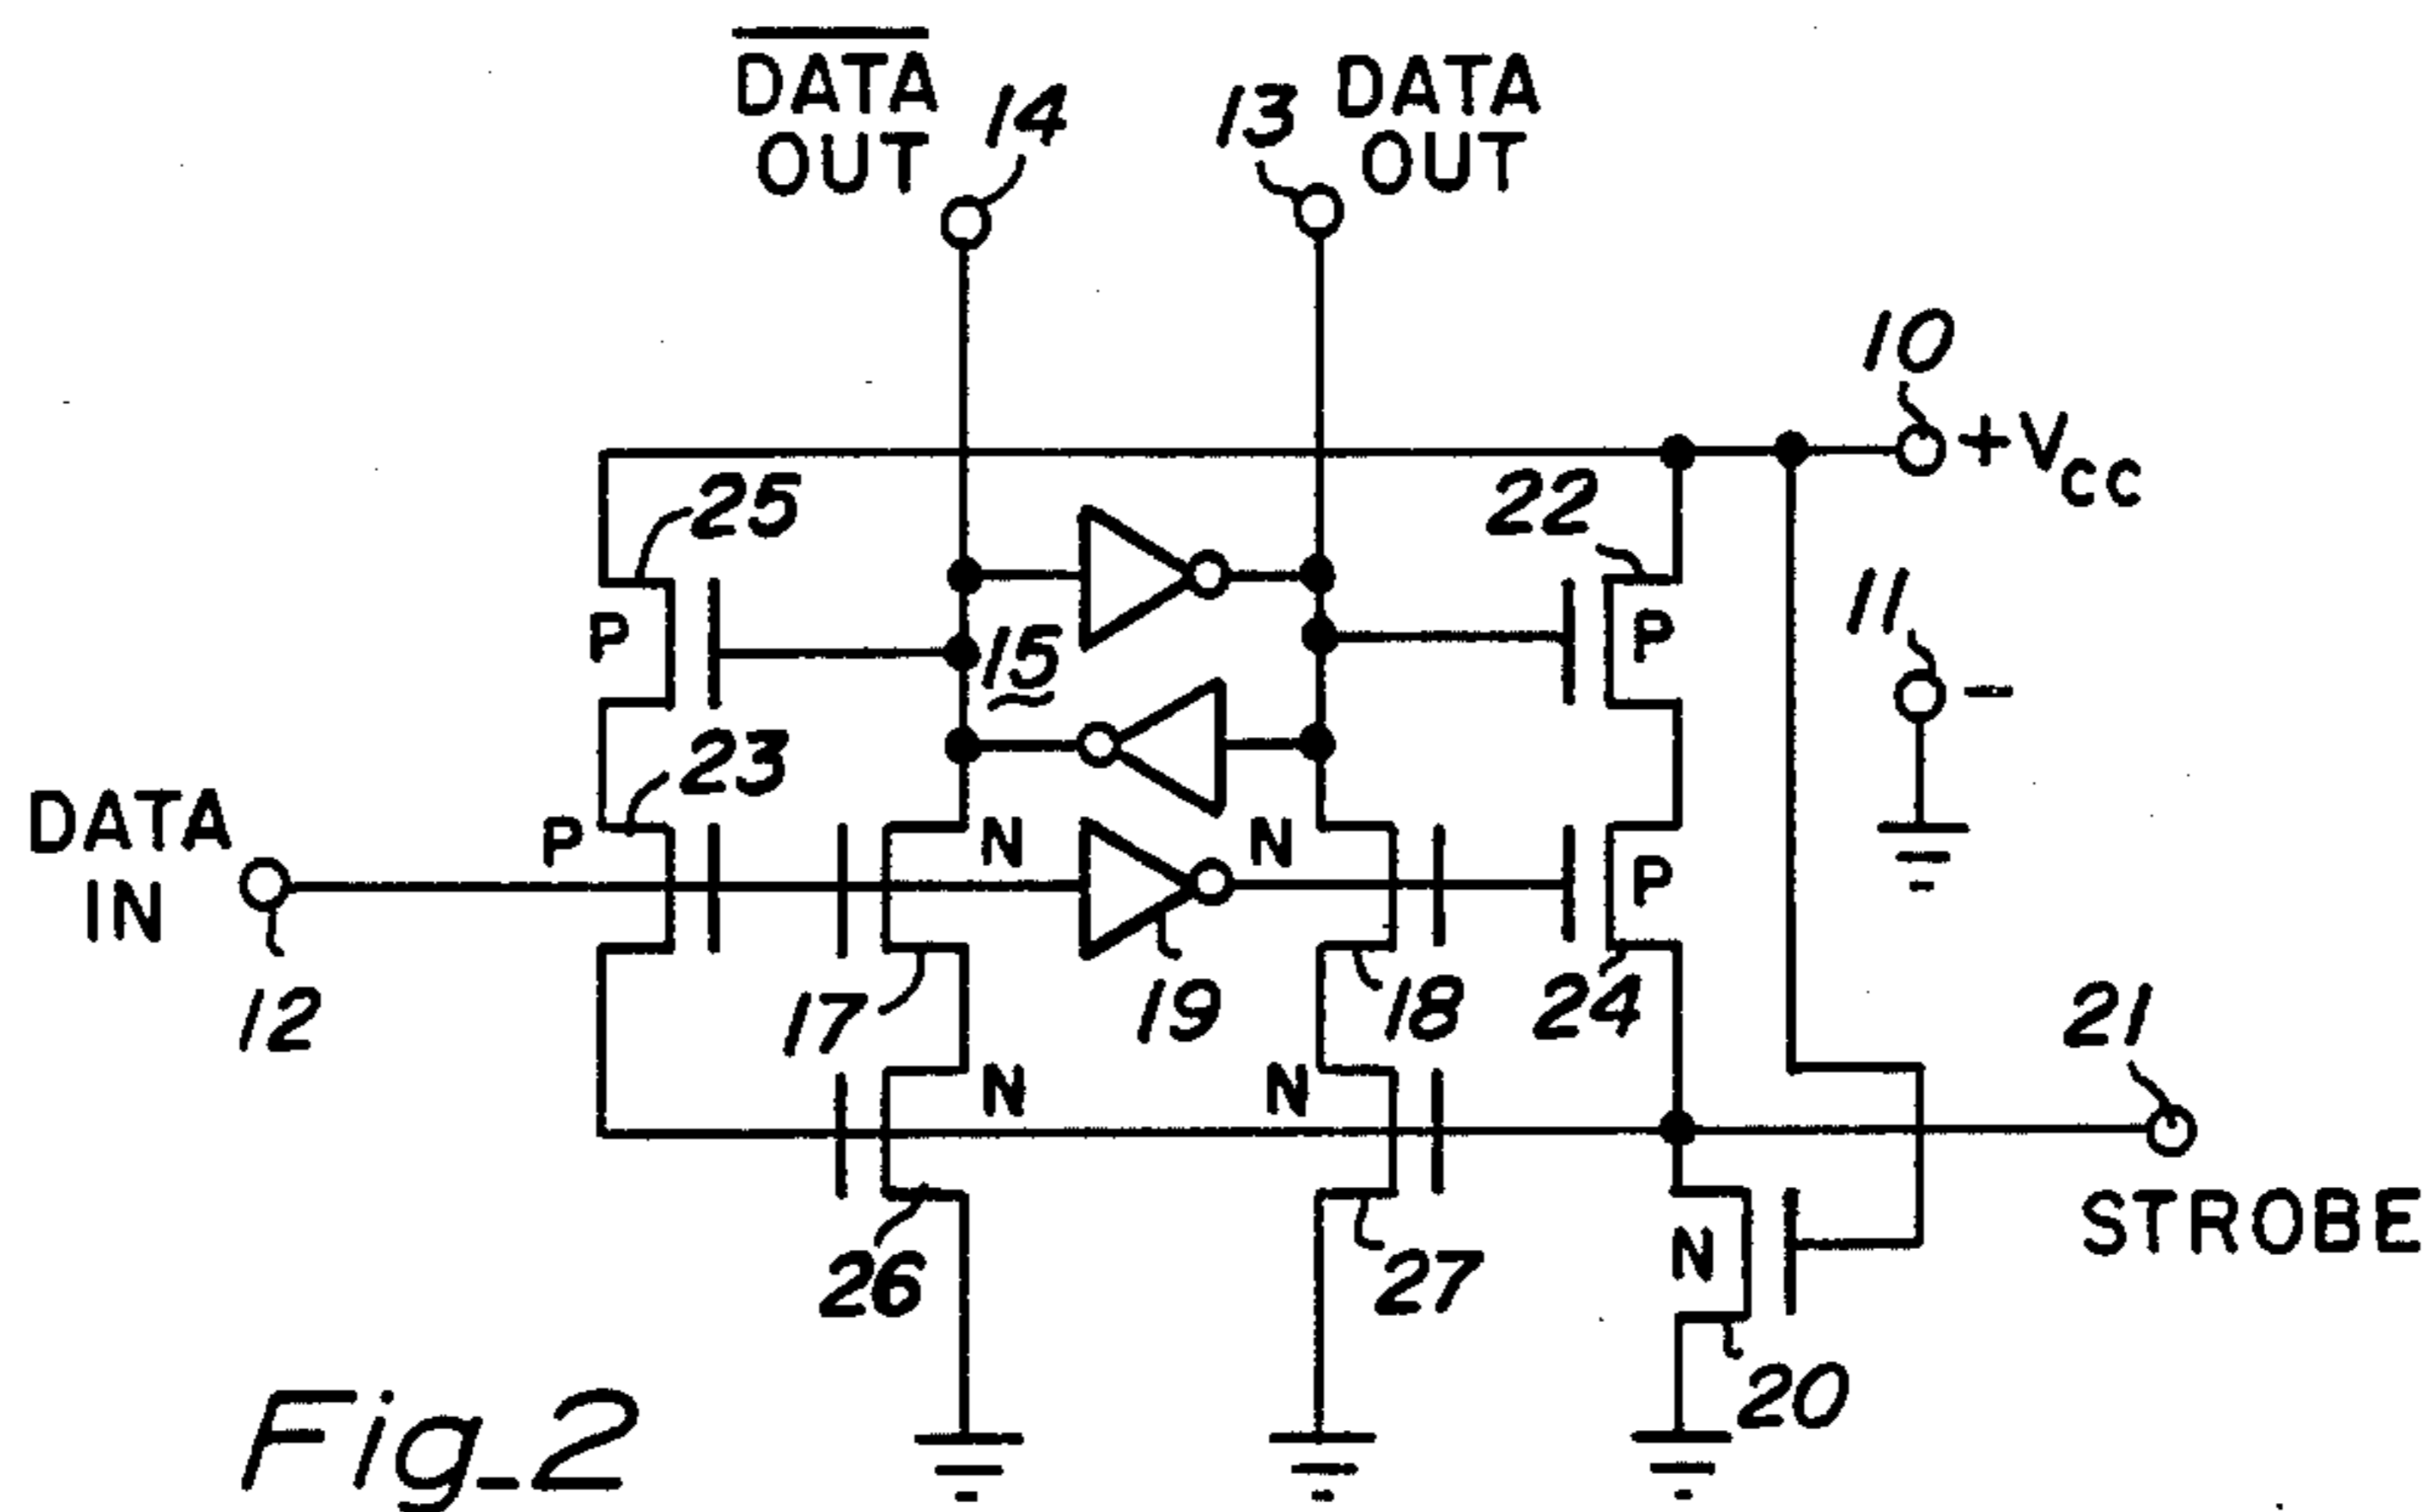 DATA
OUT
14
13
DATA
OUT
10
+VCC
25
22
P
P
15
11
-
23
DATA
IN
P
N
N
P
12
17
19
18
24
21
N
N
STROBE
26
27
N
20
Fig_2